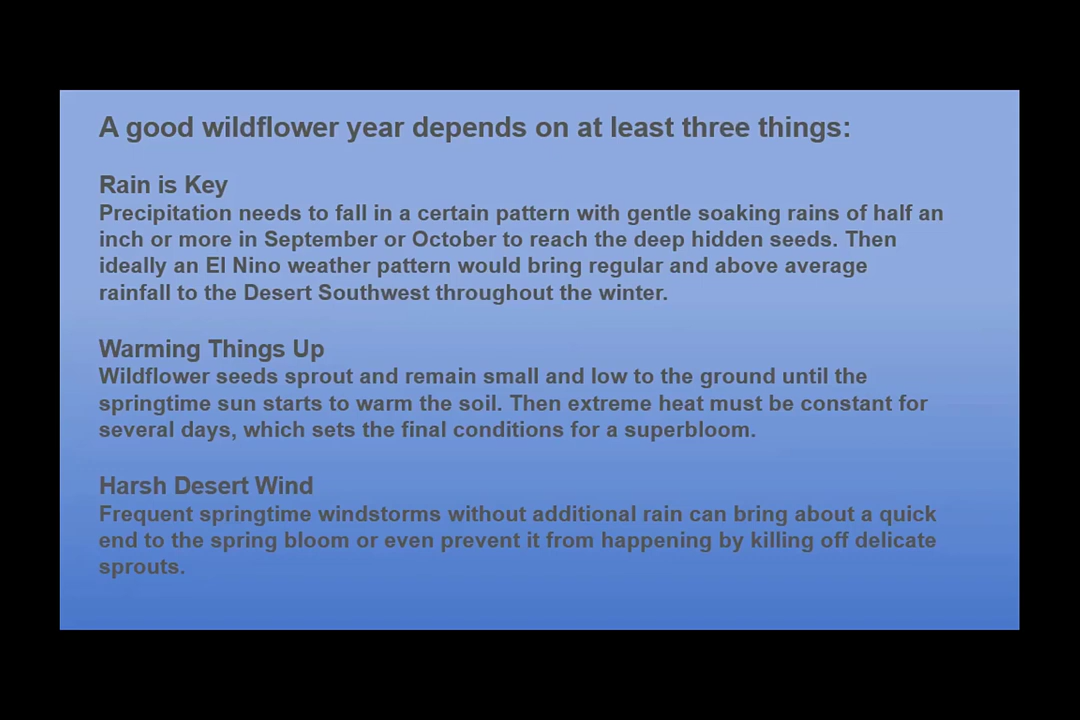 A good wildflower year depends on at least three things:
Rain is Key
Precipitation needs to fall in a certain pattern with gentle soaking rains of half an
inch or more in September or October to reach the deep hidden seeds. Then
ideally an El Nino weather pattern would bring regular and above average
rainfall to the Desert Southwest throughout the winter.
Warming Things Up
Wildflower seeds sprout and remain small and low to the ground until the
springtime sun starts to warm the soil. Then extreme heat must be constant for
several days, which sets the final conditions for a superbloom.
Harsh Desert Wind
Frequent springtime windstorms without additional rain can bring about a quick
end to the spring bloom or even prevent it from happening by killing off delicate
sprouts.